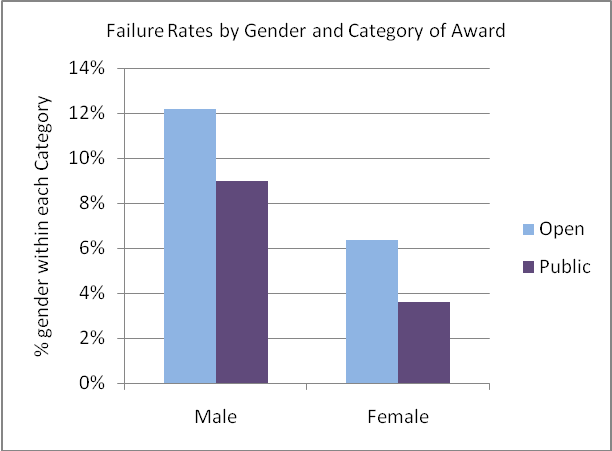 Failure Rates by Gender and Category of Award
% gender within each Category
14%
12%
10%
8%
6%
4%
2%
0%
Male Female
Open
Public